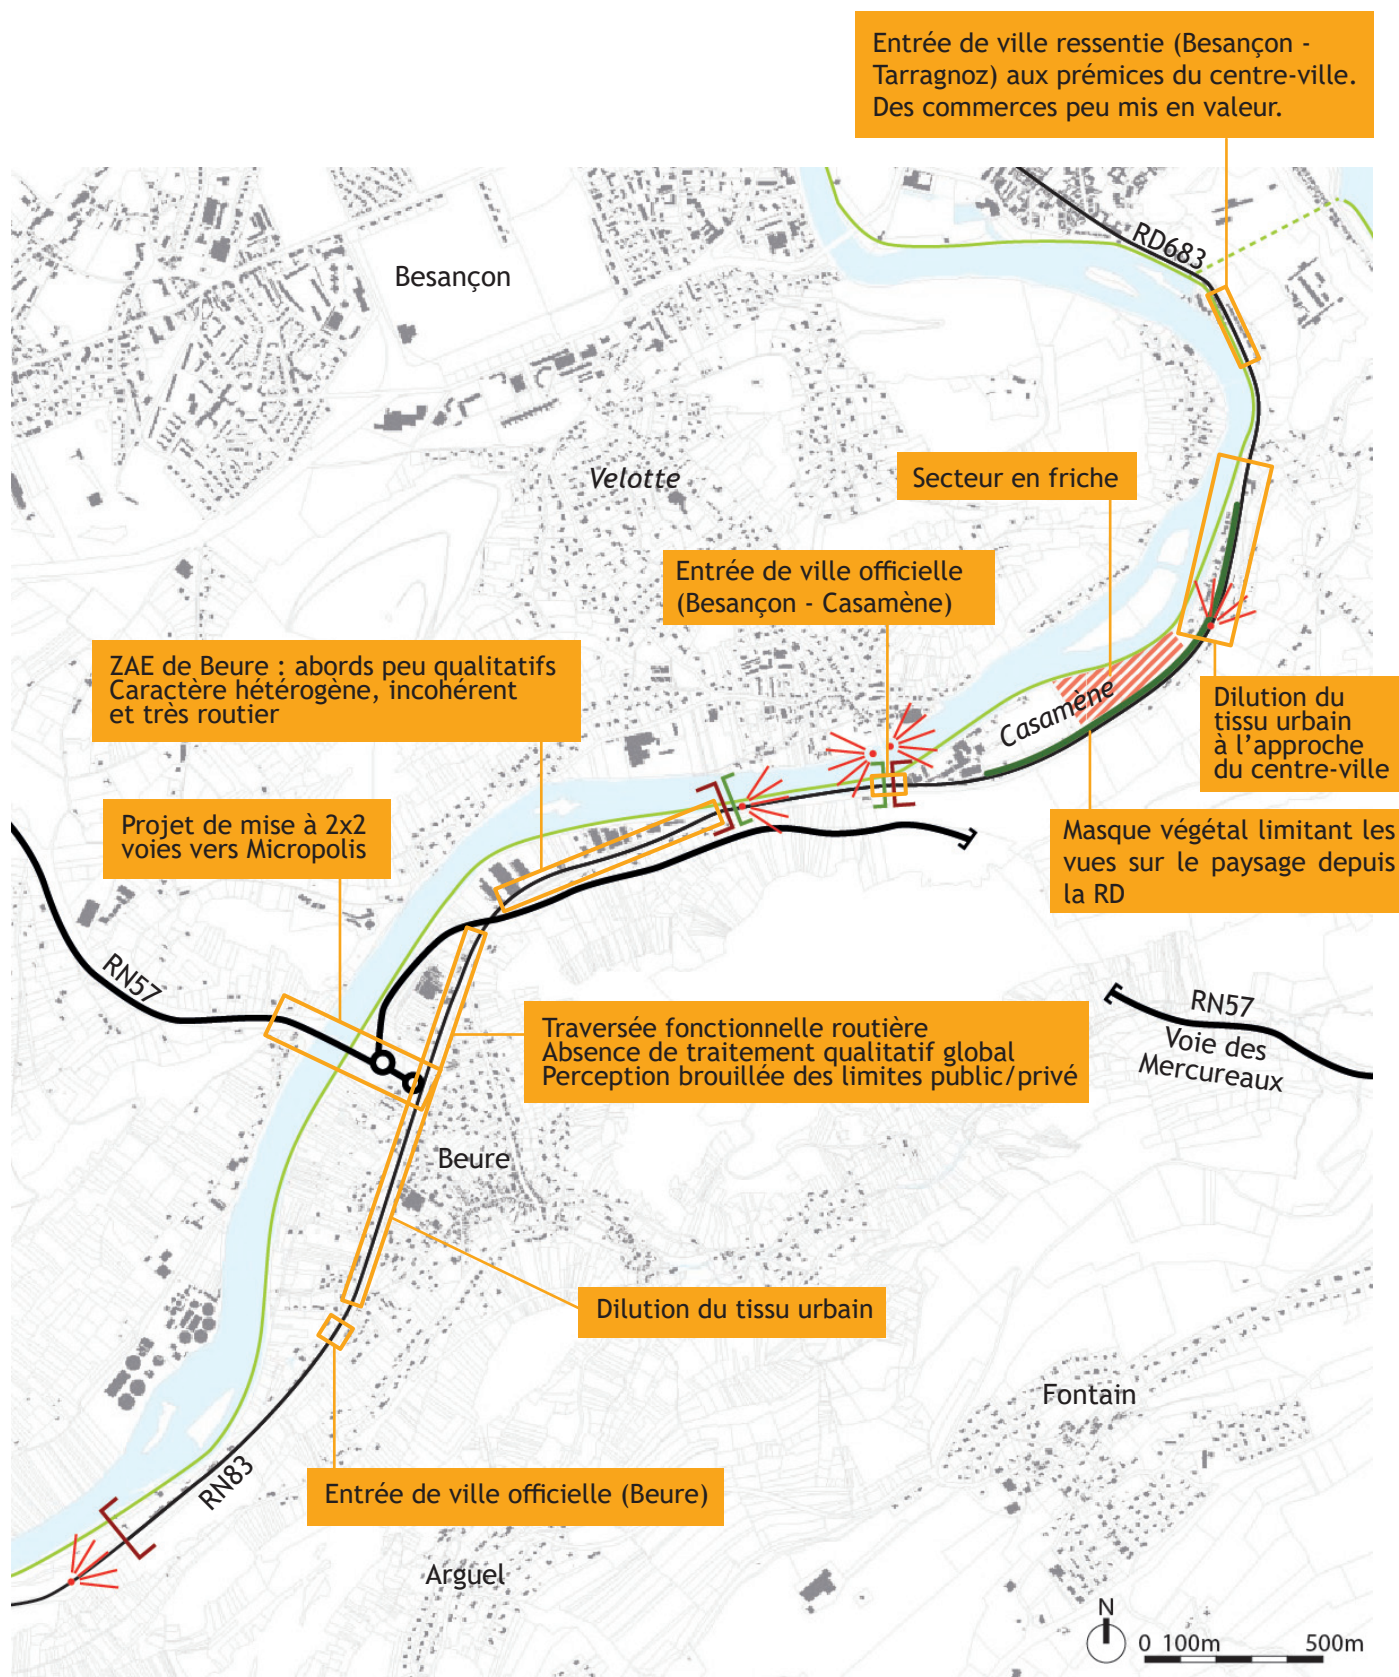 Entrée de ville ressentie (Besançon -
Tarragnoz) aux prémices du centre-ville.
Des commerces peu mis en valeur.
RD683
Besançon
Velotte
Secteur en friche
Entrée de ville officielle
(Besançon - Casamène)
ZAE de Beure : abords peu qualitatifs
Caractère hétérogène, incohérent
et très routier
Casamène
Dilution du
tissu urbain
à l'approche
du centre-ville
Projet de mise à 2x2
voies vers Micropolis
Masque végétal limitant les
vues sur le paysage depuis
la RD
RN57
RN57
Voie des
Mercureaux
Traversée fonctionnelle routière
Absence de traitement qualitatif global
Perception brouillée des limites public/privé
Beure
Dilution du tissu urbain
Fontain
RN83
Entrée de ville officielle (Beure)
Arguel
N
0 100m 500m